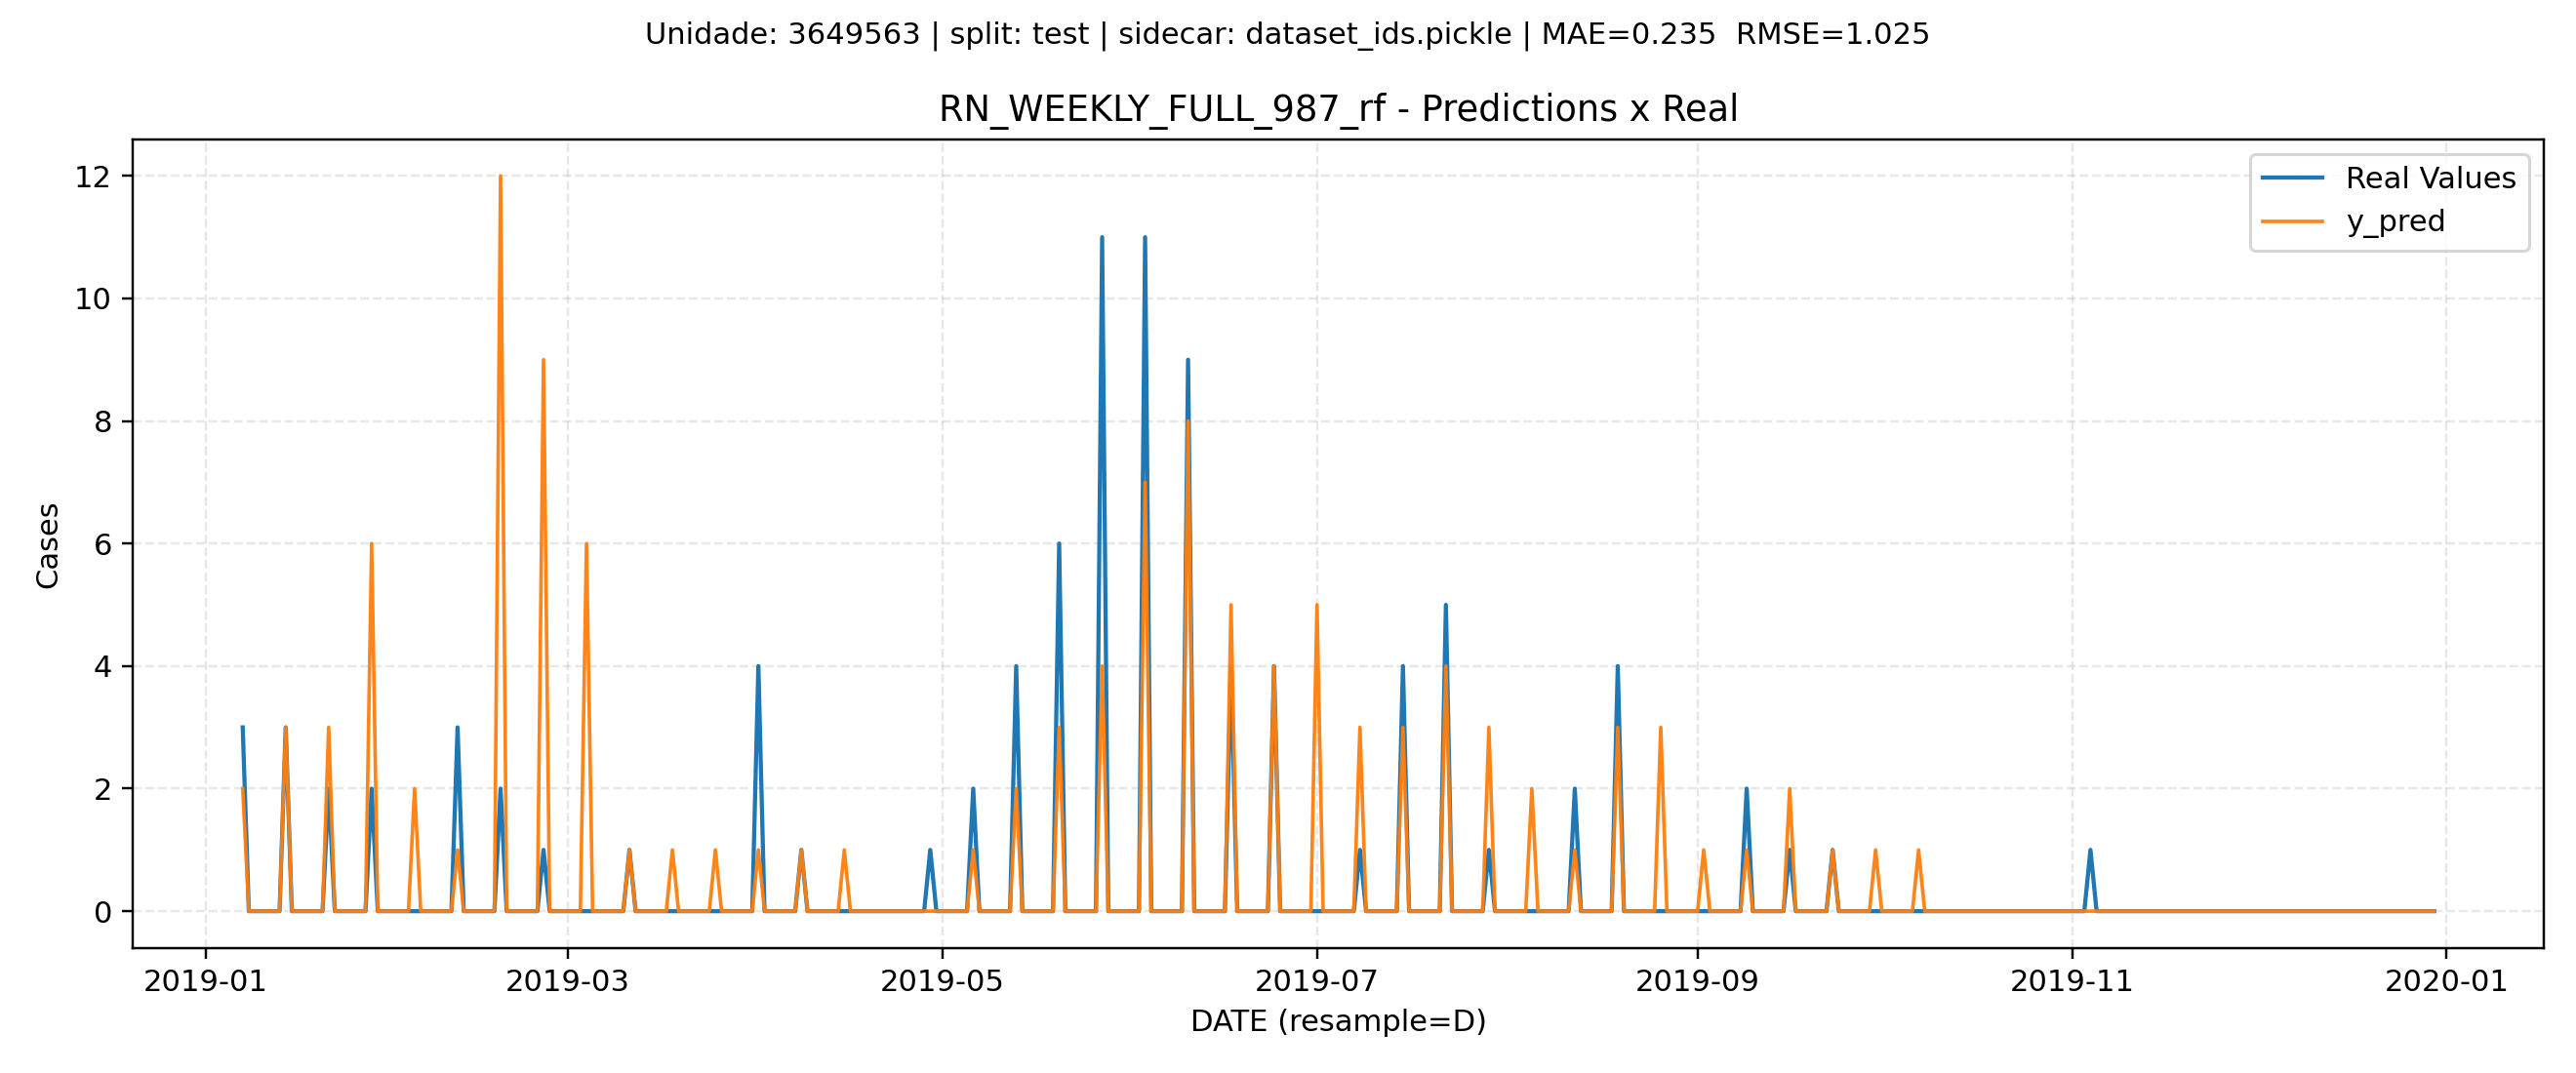 Unidade: 3649563 | split: test | sidecar: dataset_ids.pickle | MAE=0.235  RMSE=1.025
RN_WEEKLY_FULL_987_rf - Predictions x Real
Real Values
y_pred
12
10
8
6
4
2
0
Cases
2019-01
2019-03
2019-05
2019-07
2019-09
2019-11
2020-01
DATE (resample=D)